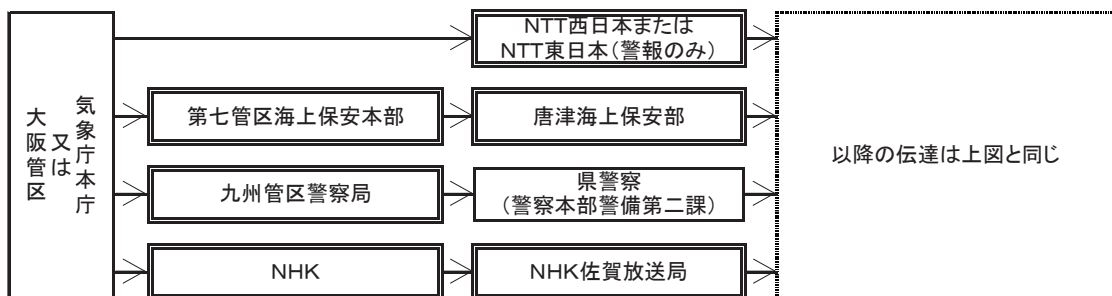 気象庁本庁
又は
大阪管区
NTT西日本または
NTT東日本（警報のみ）
第七管区海上保安本部
唐津海上保安部
九州管区警察局
県警察
（警察本部警備第二課）
NHK
NHK佐賀放送局
以降の伝達は上図と同じ